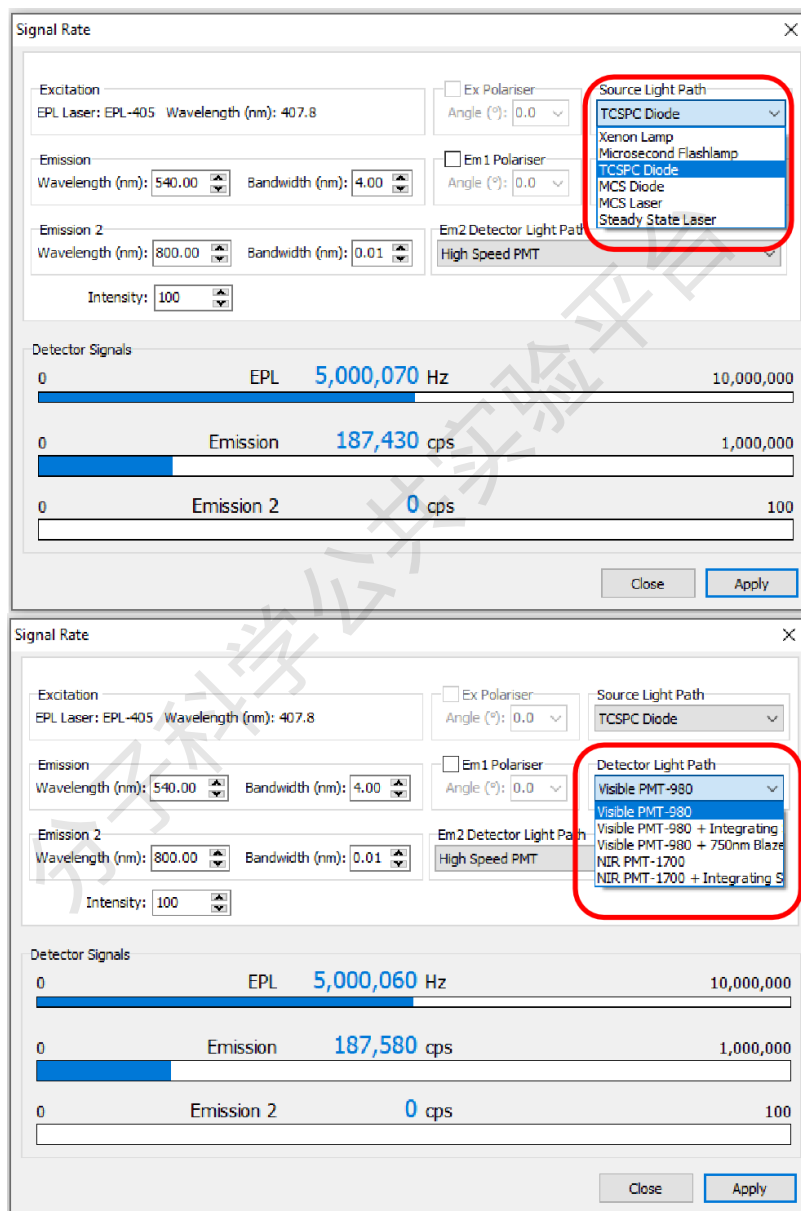 Signal Rate
Excitation
EPL Laser: EPL-405 Wavelength (nm): 407.8
Ex Polariser
Angle (°): 0.0
Source Light Path
TCSPC Diode
Xenon Lamp
Microsecond Flashlamp
TCSPC Diode
MCS Diode
MCS Laser
Steady State Laser
Emission
Wavelength (nm): 540.00 Bandwidth (nm): 4.00
Em1 Polariser
Angle (°): 0.0
Emission 2
Wavelength (nm): 800.00 Bandwidth (nm): 0.01
Em2 Detector Light Path
High Speed PMT
Intensity: 100
Detector Signals
0 EPL 5,000,070 Hz 10,000,000
0 Emission 187,430 cps 1,000,000
0 Emission 2 0 cps 100
Close Apply
Signal Rate
Excitation
EPL Laser: EPL-405 Wavelength (nm): 407.8
Ex Polariser
Angle (°): 0.0
Source Light Path
TCSPC Diode
Emission
Wavelength (nm): 540.00 Bandwidth (nm): 4.00
Em1 Polariser
Angle (°): 0.0
Detector Light Path
Visible PMT-980
Visible PMT-980
Visible PMT-980 + Integrating
Visible PMT-980 + 750nm Blaze
NIR PMT-1700
NIR PMT-1700 + Integrating S
Emission 2
Wavelength (nm): 800.00 Bandwidth (nm): 0.01
Em2 Detector Light Path
High Speed PMT
Intensity: 100
Detector Signals
0 EPL 5,000,060 Hz 10,000,000
0 Emission 187,580 cps 1,000,000
0 Emission 2 0 cps 100
Close Apply
分子科学公共实验平台